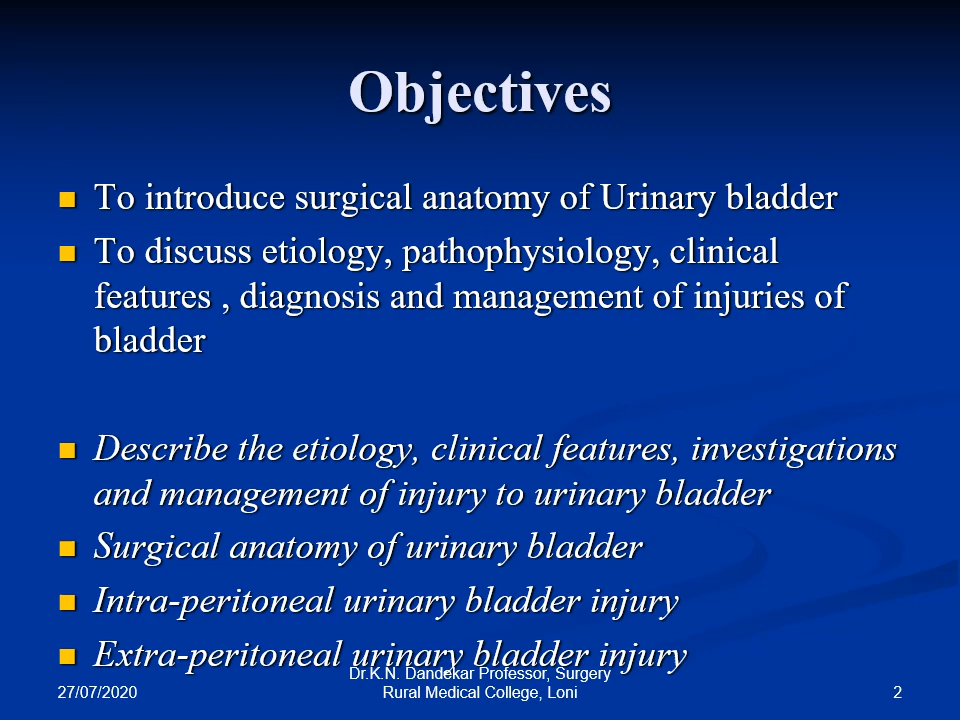 Objectives
To introduce surgical anatomy of Urinary bladder
To discuss etiology, pathophysiology, clinical
features , diagnosis and management of injuries of
bladder
Describe the etiology, clinical features, investigations
and management of injury to urinary bladder
Surgical anatomy of urinary bladder
Intra-peritoneal urinary bladder injury
Extra-peritoneal urinary bladder injury
Dr.K.N. Dandekar Professor, Surgery
27/07/2020 Rural Medical College, Loni 2